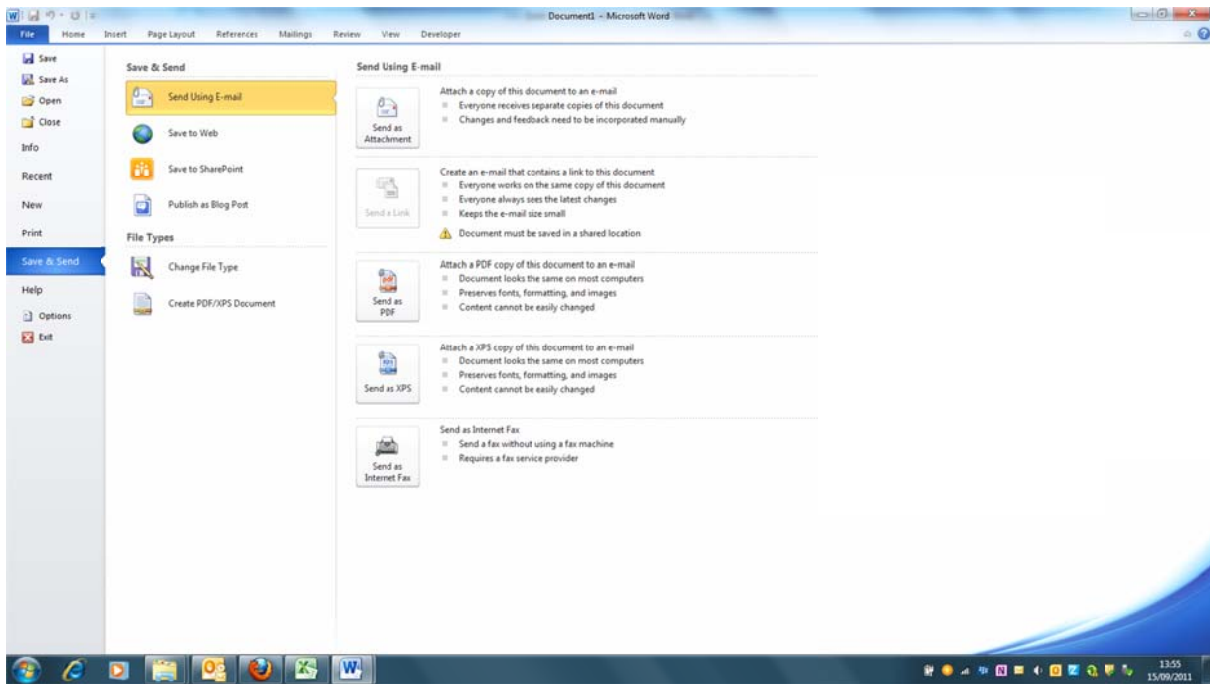 Document1 - Microsoft Word
File Home Insert Page Layout References Mailings Review View Developer
Save
Save As
Open
Close
Info
Recent
New
Print
Save & Send
Help
Options
Exit
Save & Send
Send Using E-mail
Save to Web
Save to SharePoint
Publish as Blog Post
File Types
Change File Type
Create PDF/XPS Document
Send Using E-mail
Send as
Attachment
Attach a copy of this document to an e-mail
Everyone receives separate copies of this document
Changes and feedback need to be incorporated manually
Send a Link
Create an e-mail that contains a link to this document
Everyone works on the same copy of this document
Everyone always sees the latest changes
Keeps the e-mail size small
Document must be saved in a shared location
Send as
PDF
Attach a PDF copy of this document to an e-mail
Document looks the same on most computers
Preserves fonts, formatting, and images
Content cannot be easily changed
Send as XPS
Attach a XPS copy of this document to an e-mail
Document looks the same on most computers
Preserves fonts, formatting, and images
Content cannot be easily changed
Send as
Internet Fax
Send as Internet Fax
Send a fax without using a fax machine
Requires a fax service provider
13:55
15/09/2011